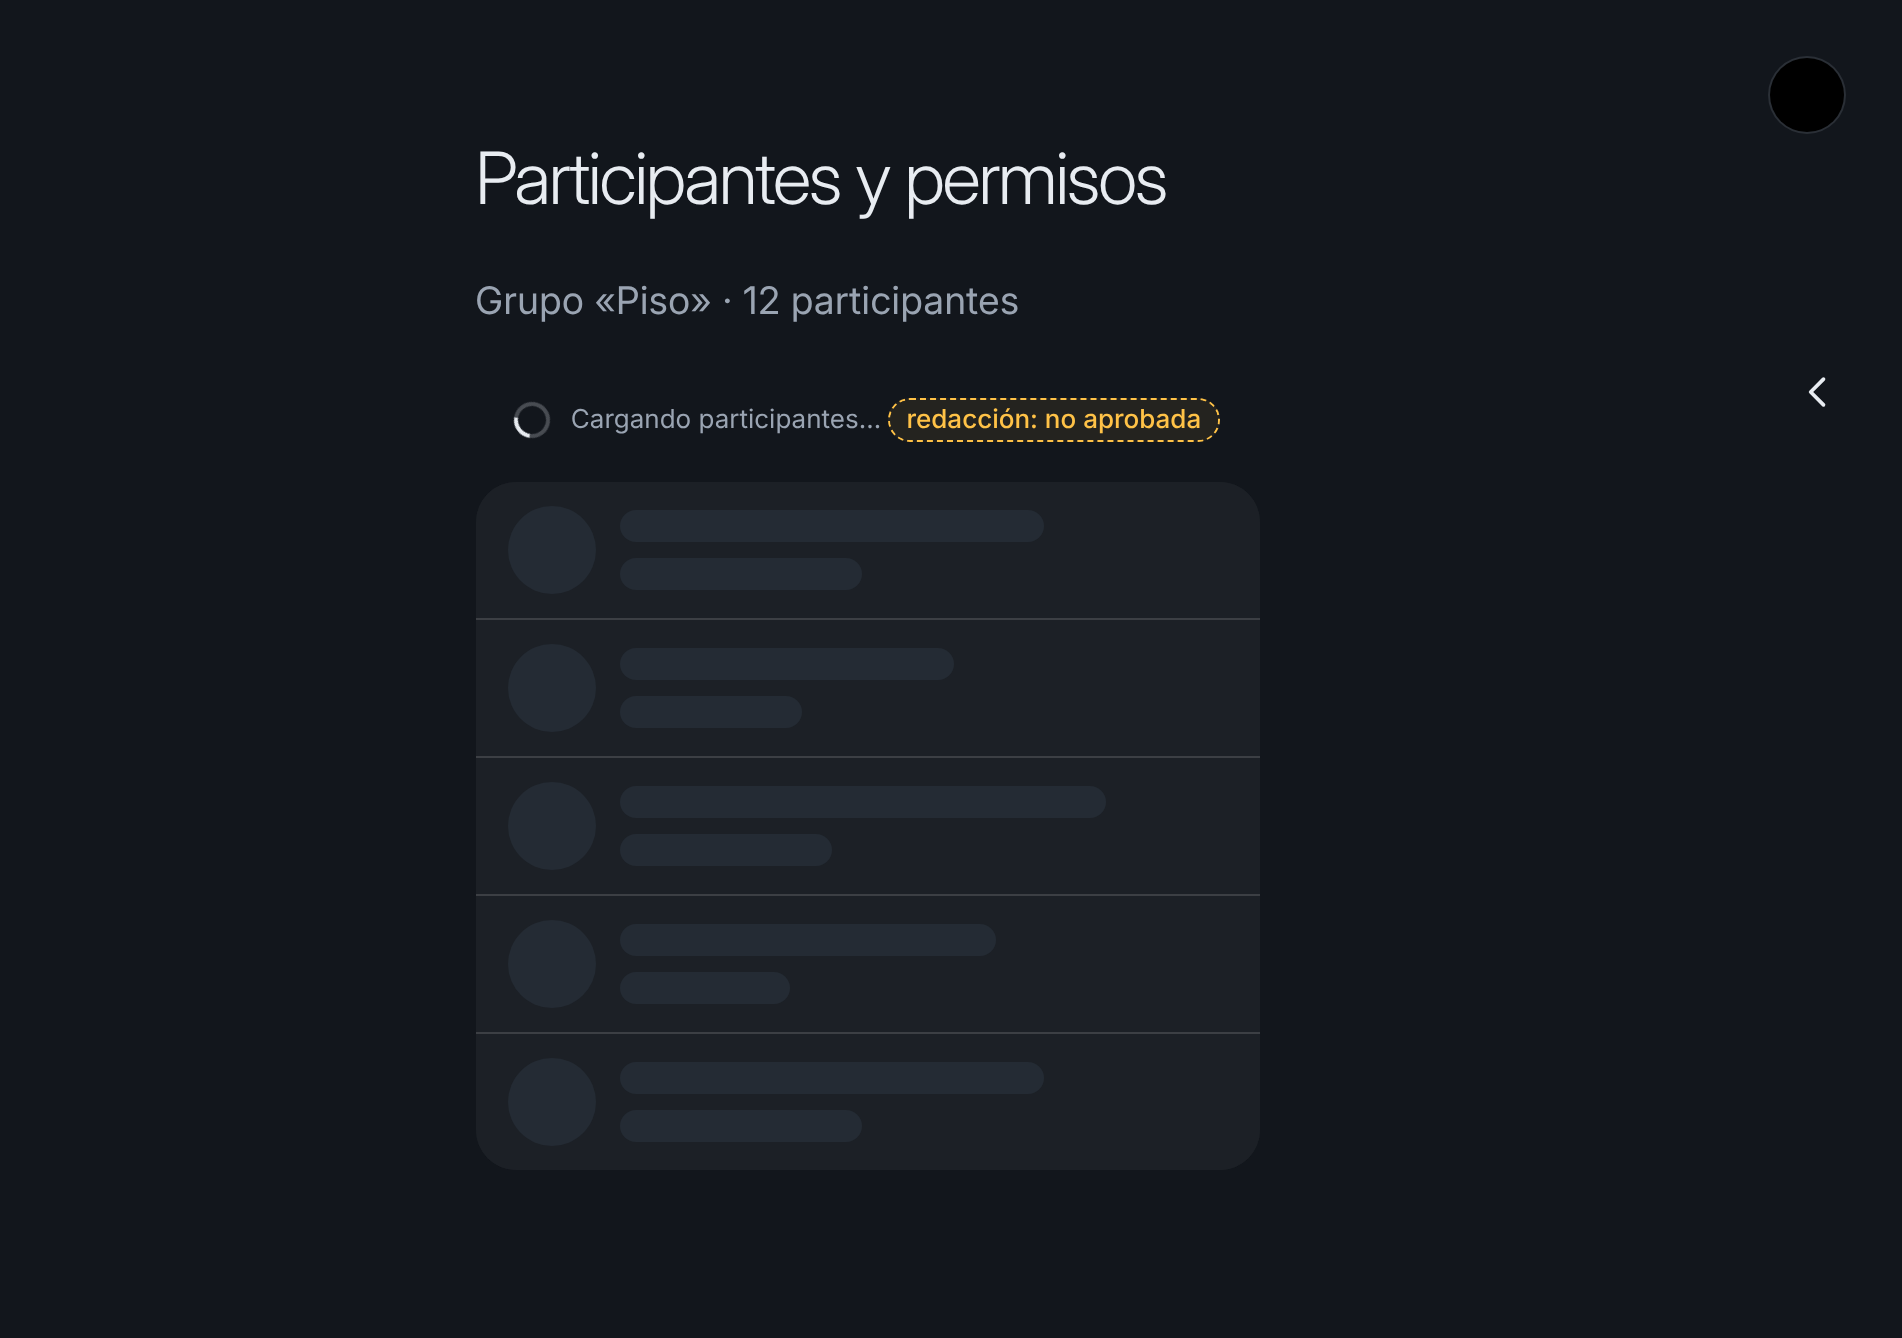 Participantes y permisos
Grupo «Piso» · 12 participantes
Cargando participantes... redacción: no aprobada